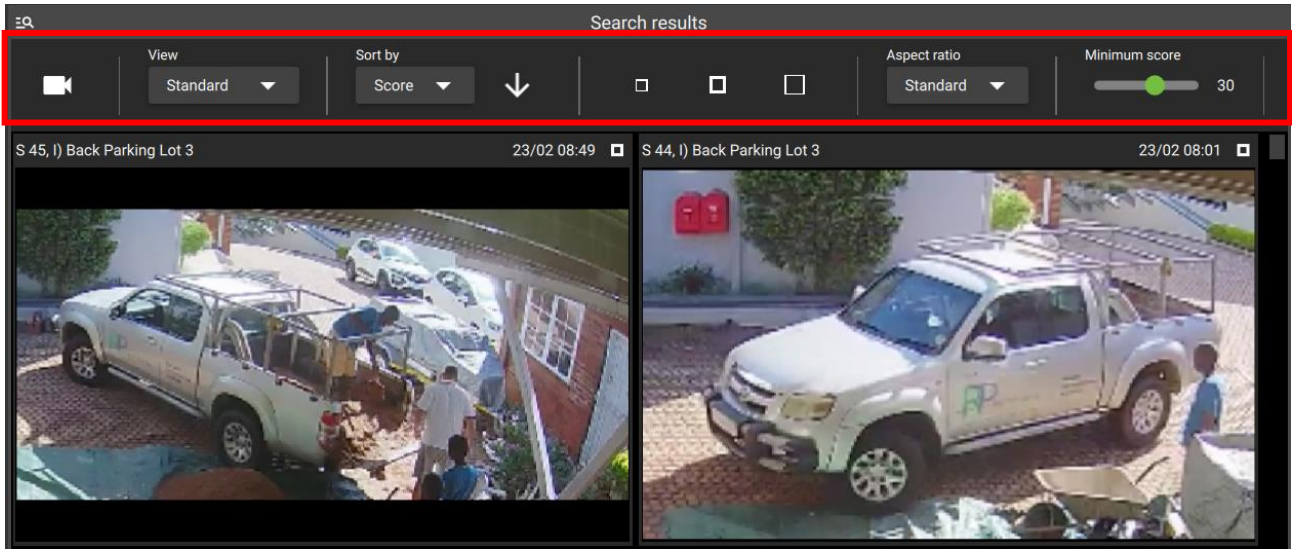 Search results
View
Sort by
Aspect ratio
Minimum score
Standard
Score
Standard
30
S 45, I) Back Parking Lot 3
23/02 08:49
S 44, I) Back Parking Lot 3
23/02 08:01
RP